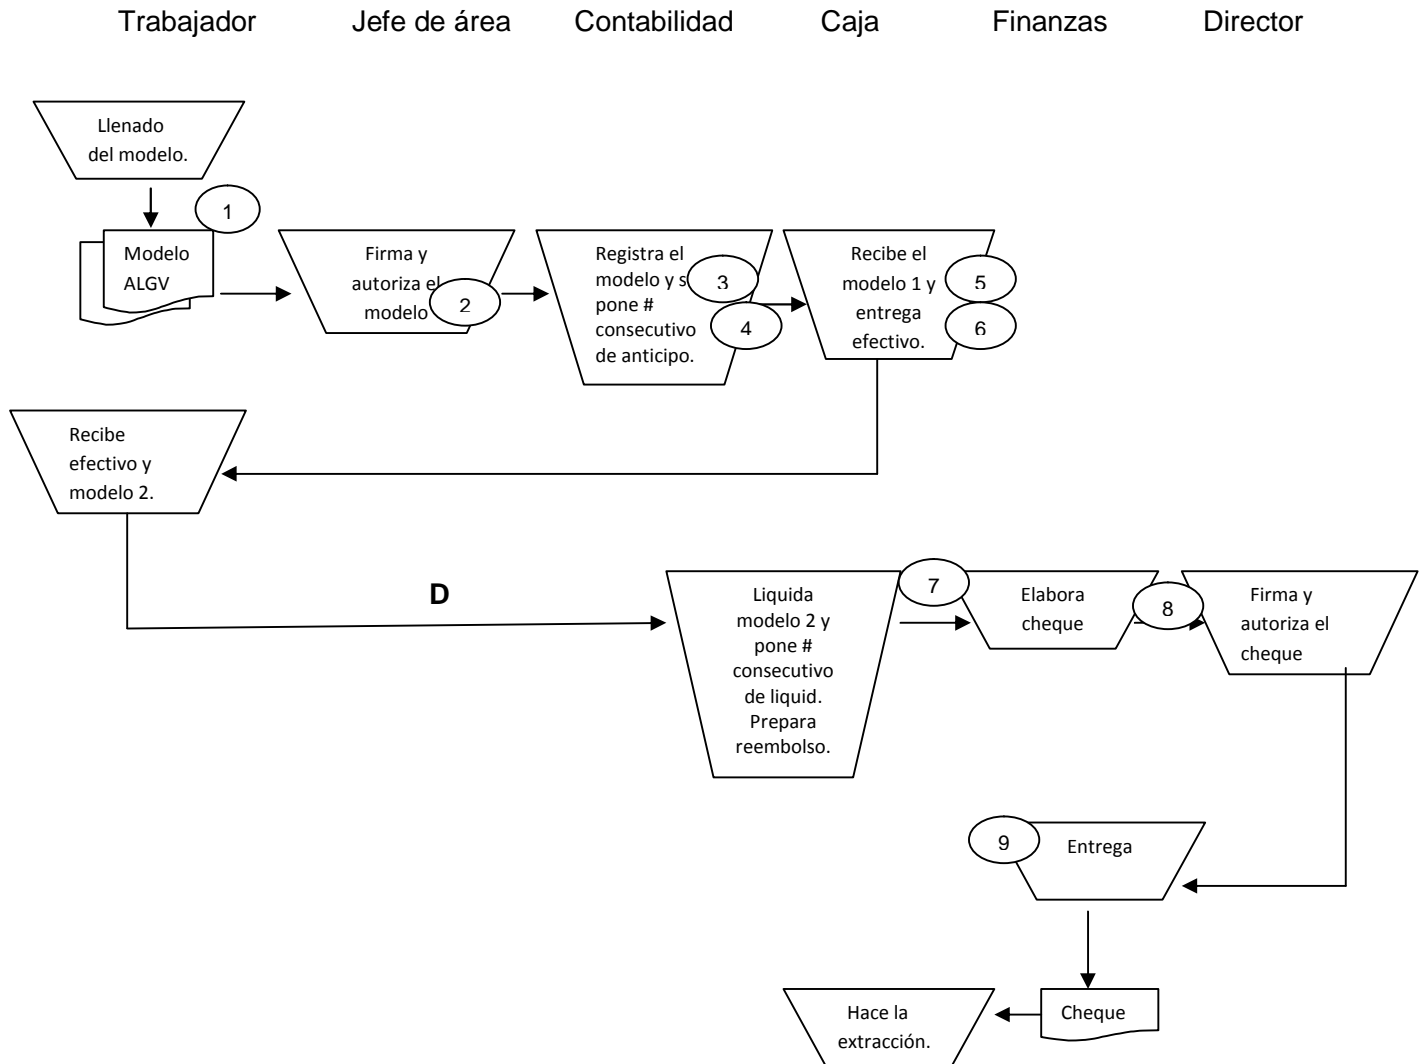 Trabajador Jefe de área Contabilidad Caja Finanzas Director
Llenado
del modelo.
1
Modelo
ALGV
Firma y
autoriza el
modelo
2
Registra el
modelo y s
pone #
consecutivo
de anticipo.
3
4
Recibe el
modelo 1 y
entrega
efectivo.
5
6
Recibe
efectivo y
modelo 2.
D
Liquida
modelo 2 y
pone #
consecutivo
de liquid.
Prepara
reembolso.
7
Elabora
cheque
8
Firma y
autoriza el
cheque
9
Entrega
Cheque
Hace la
extracción.